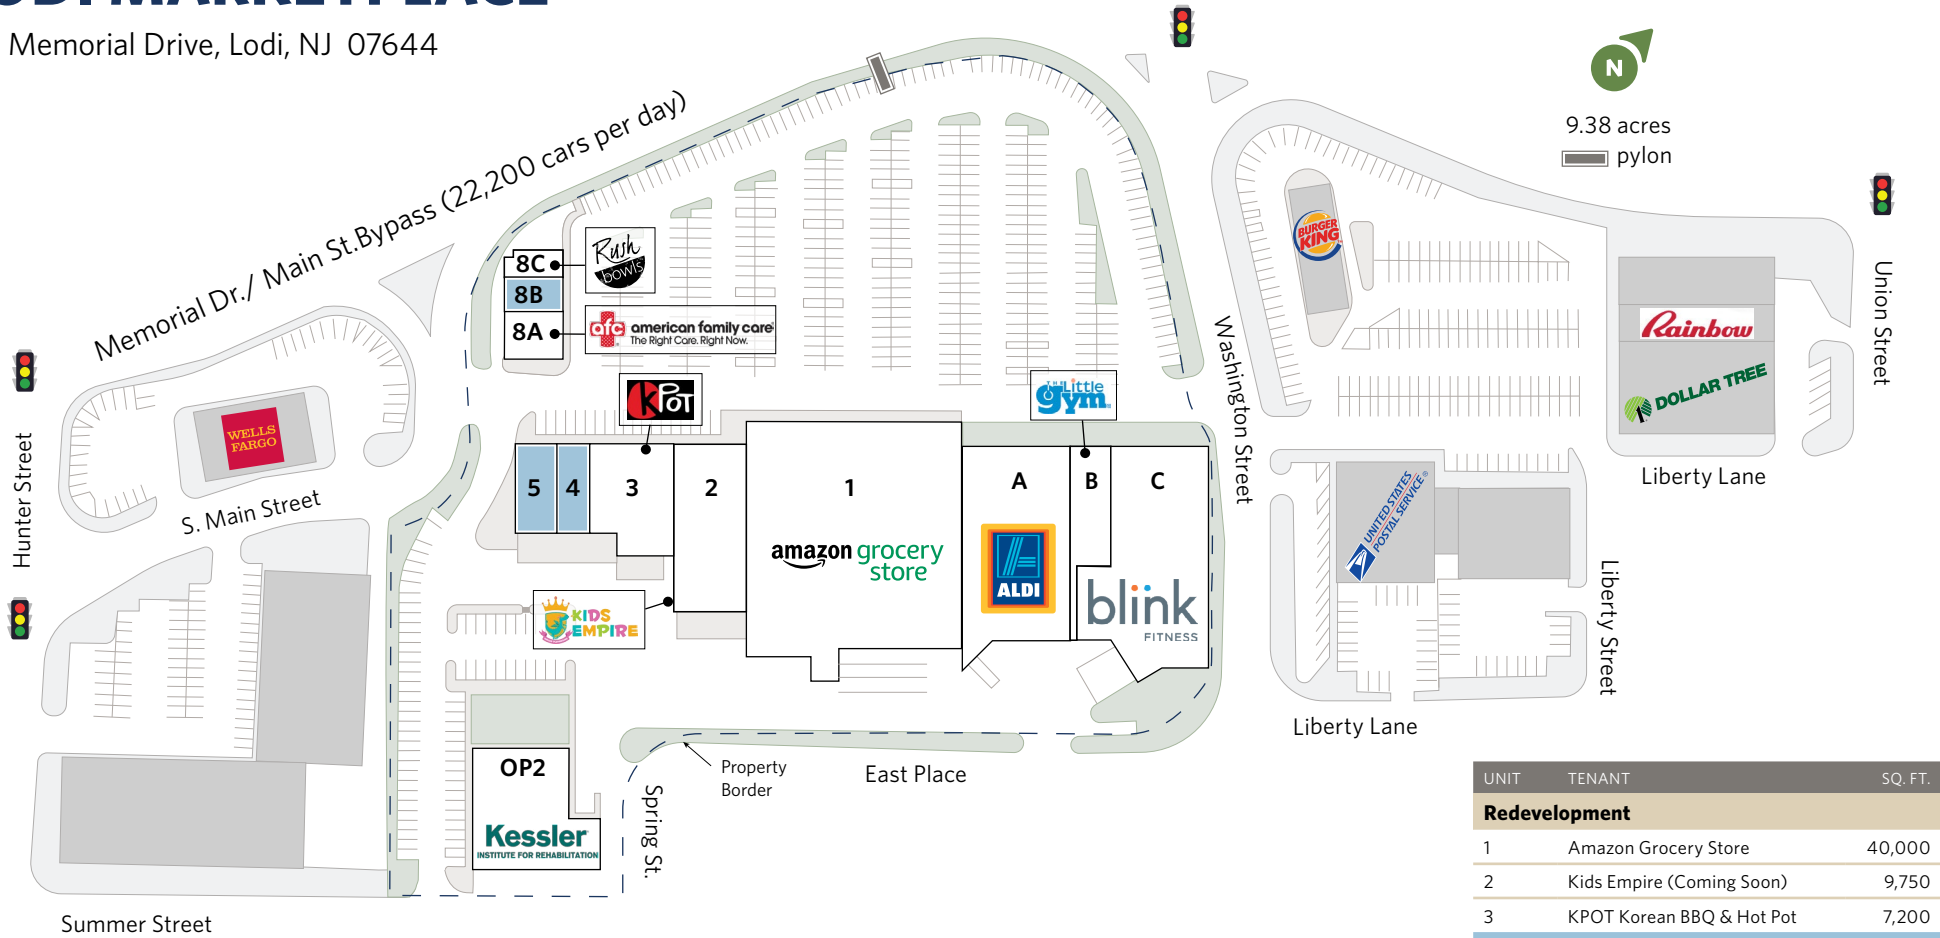 MARKETPLACE
Memorial Drive, Lodi, NJ 07644
Memorial Dr./ Main St.Bypass (22,200 cars per day)
N
9.38 acres
pylon
8C
Rush
bowls
8B
8A
afc american family care
The Right Care. Right Now.
KPOT
THE Little
gym
BURGER
KING
Rainbow
DOLLAR TREE
Union Street
Washington Street
Liberty Lane
WELLS
FARGO
S. Main Street
Hunter Street
5
4
3
2
1
A
B
C
amazon grocery
store
ALDI
blink
FITNESS
KIDS
EMPIRE
UNITED STATES
POSTAL SERVICE®
Liberty Street
Liberty Lane
OP2
Kessler
INSTITUTE FOR REHABILITATION
Spring St.
Property
Border
East Place
Summer Street
UNIT TENANT SQ. FT.
Redevelopment
1 Amazon Grocery Store 40,000
2 Kids Empire (Coming Soon) 9,750
3 KPOT Korean BBQ & Hot Pot 7,200